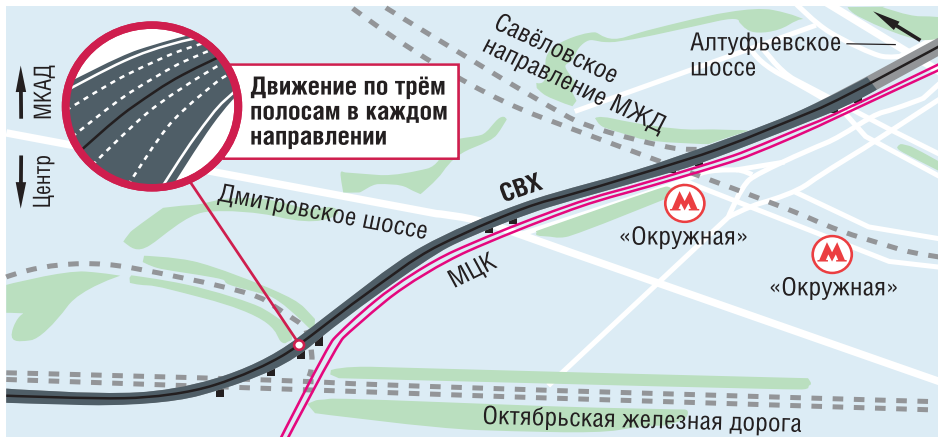 МКАД
Центр
Движение по трём
полосам в каждом
направлении
Савёловское
направление МЖД
Алтуфьевское
шоссе
Дмитровское шоссе
СВХ
МЦК
М
«Окружная»
М
«Окружная»
Октябрьская железная дорога